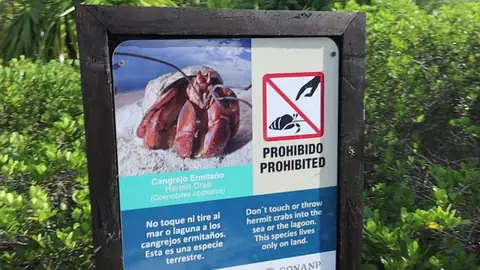 PROHIBIDO
PROHIBITED
Cangrejo Ermitaño
Hermit Crab
(Coenobita clypeatus)
No toque ni tire al
mar o laguna a los
cangrejos ermitaños.
Esta es una especie
terrestre.
Don´t touch or throw
hermit crabs into the
sea or the lagoon.
This species lives
only on land.
CONANP